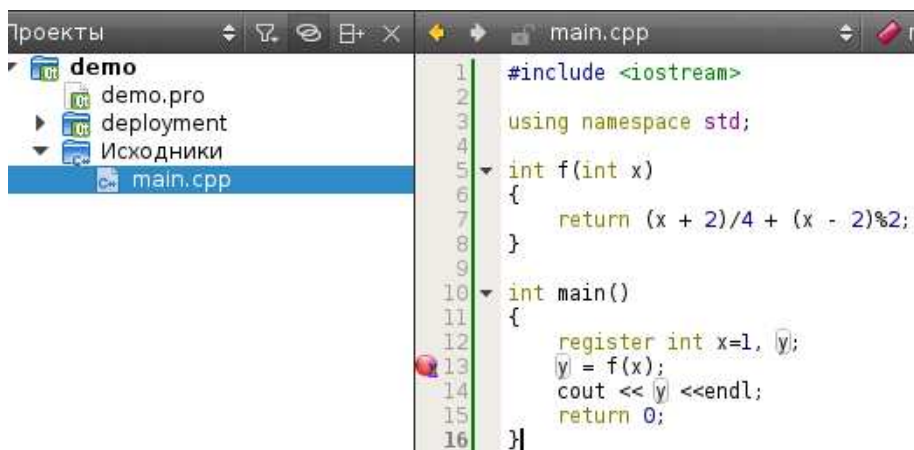 Проекты
demo
demo.pro
deployment
Исходники
main.cpp
main.cpp
1 #include <iostream>
2
3 using namespace std;
4
5 int f(int x)
6 {
7 return (x + 2)/4 + (x - 2)%2;
8 }
9
10 int main()
11 {
12 register int x=1, y;
13 y = f(x);
14 cout << y <<endl;
15 return 0;
16 }